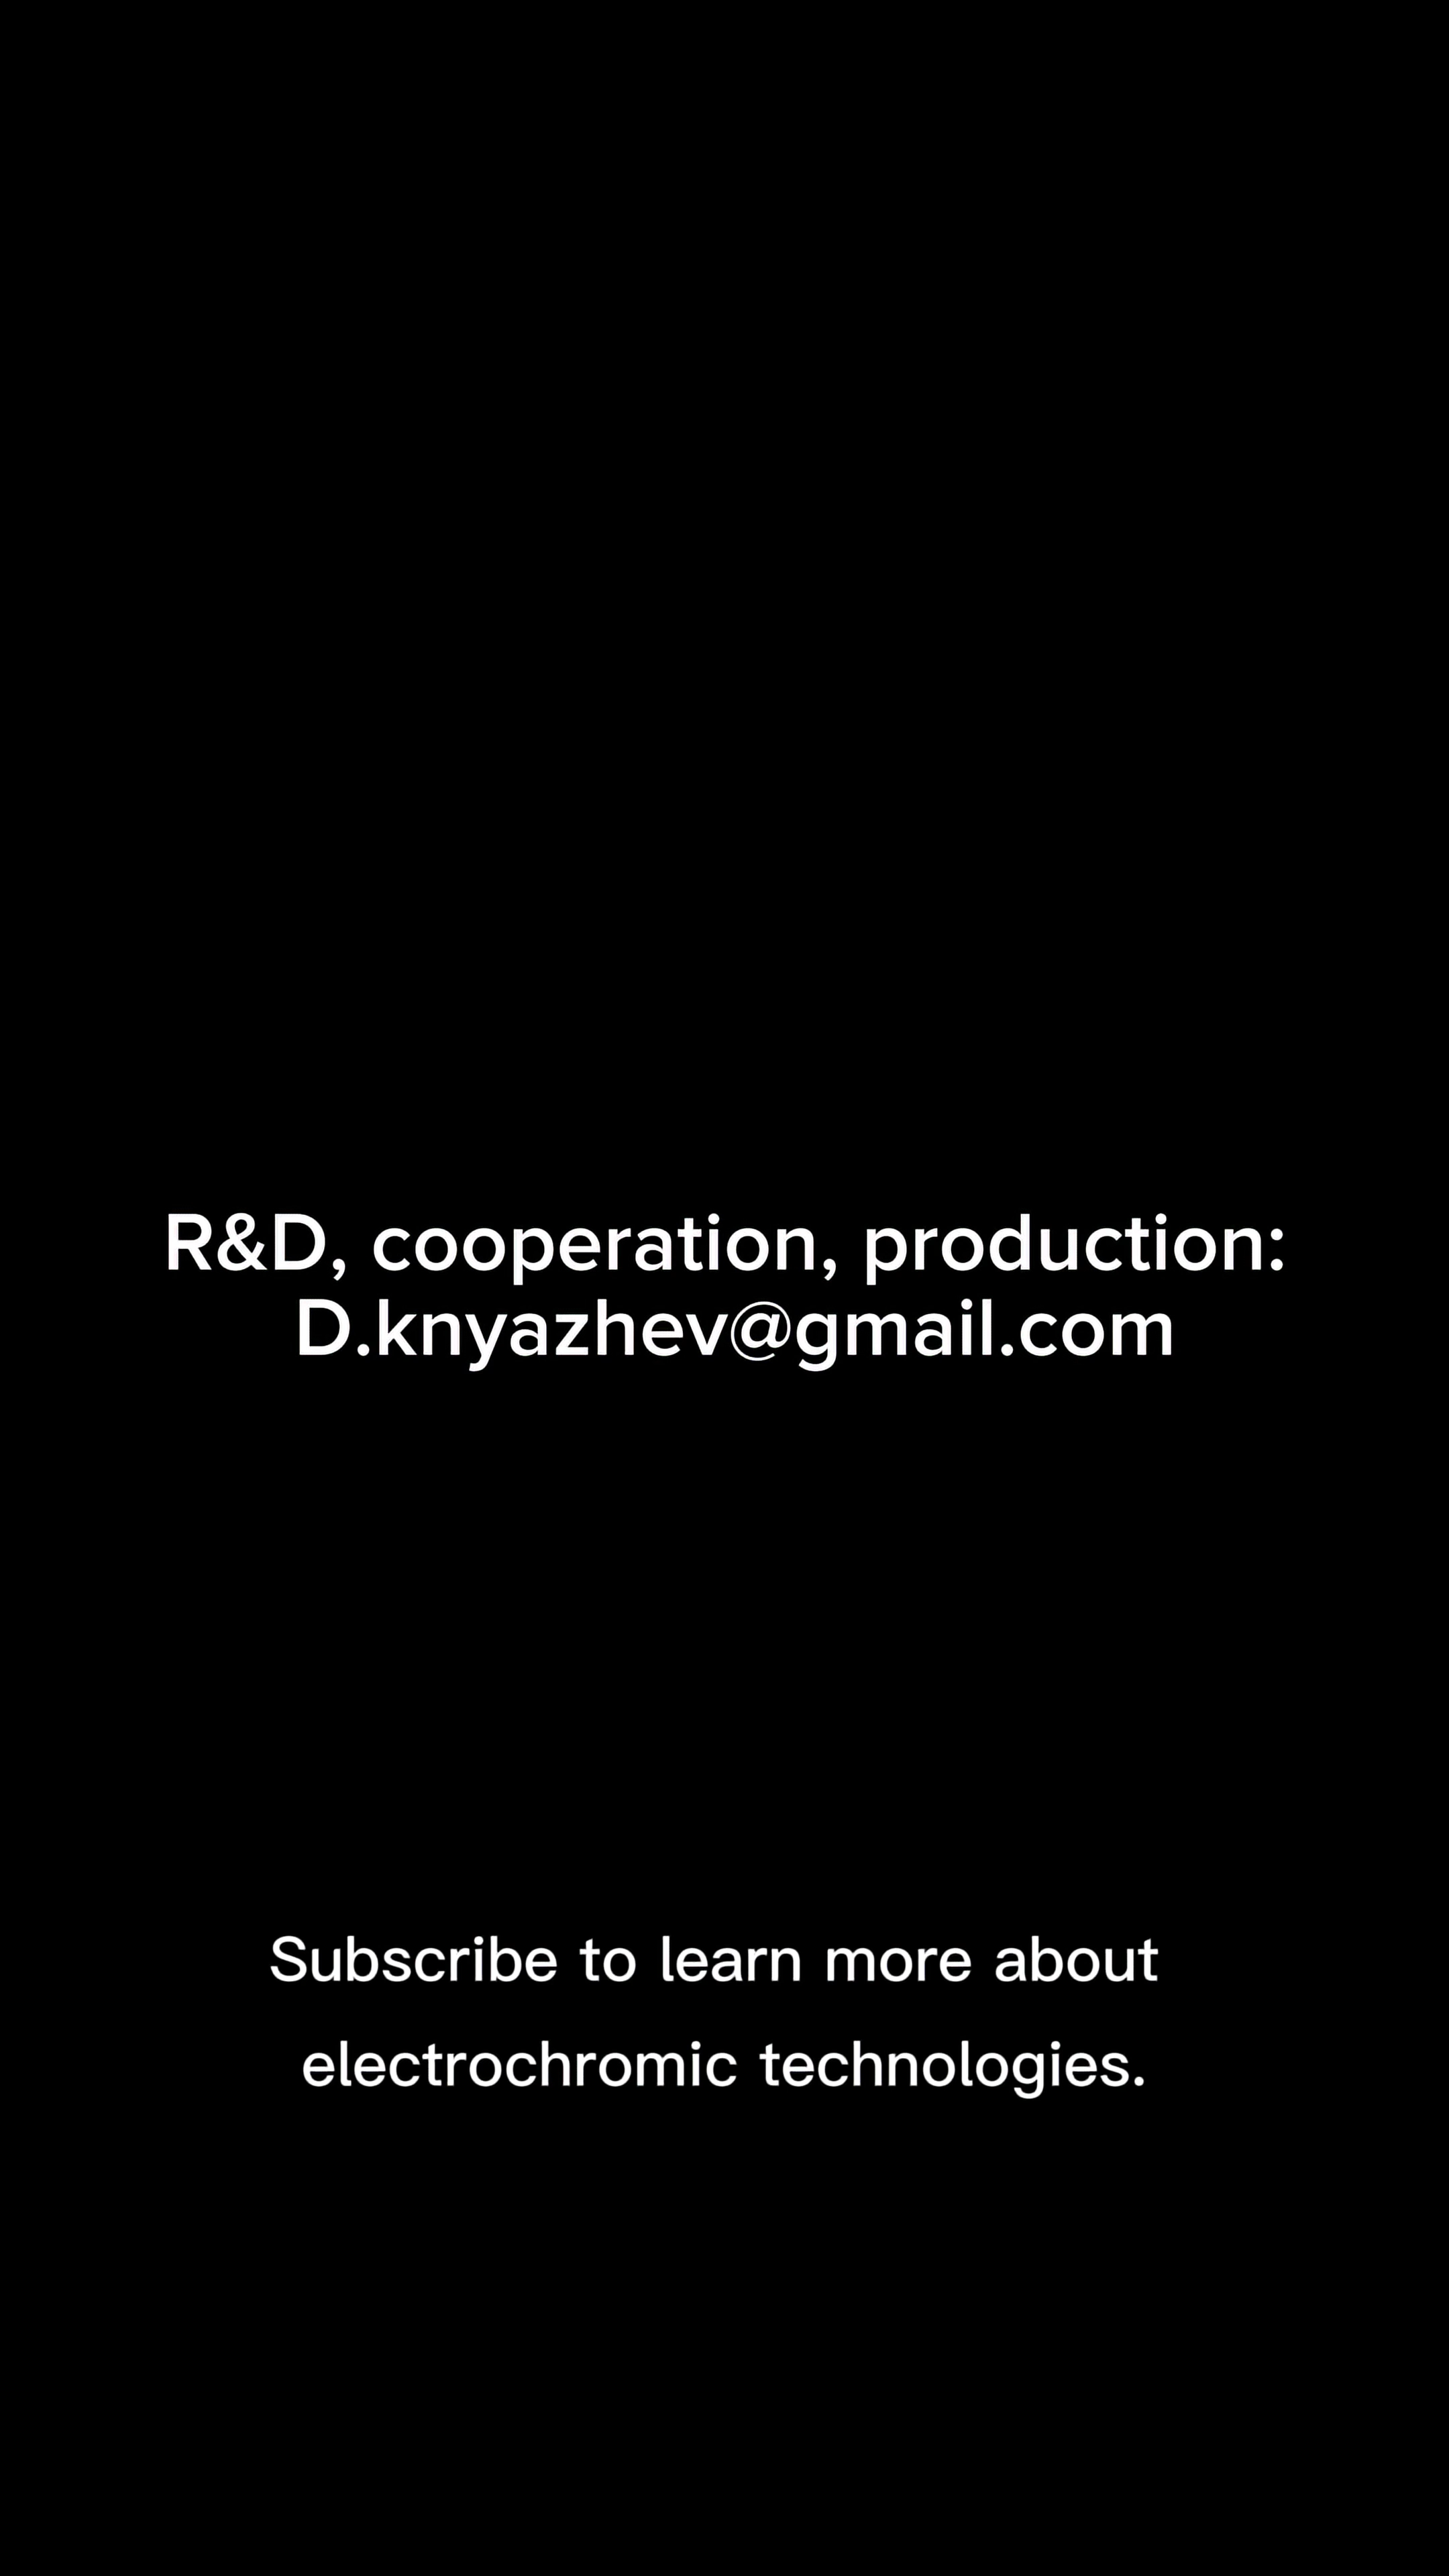 R&D, cooperation, production:
D.knyazhev@gmail.com
Subscribe to learn more about
electrochromic technologies.